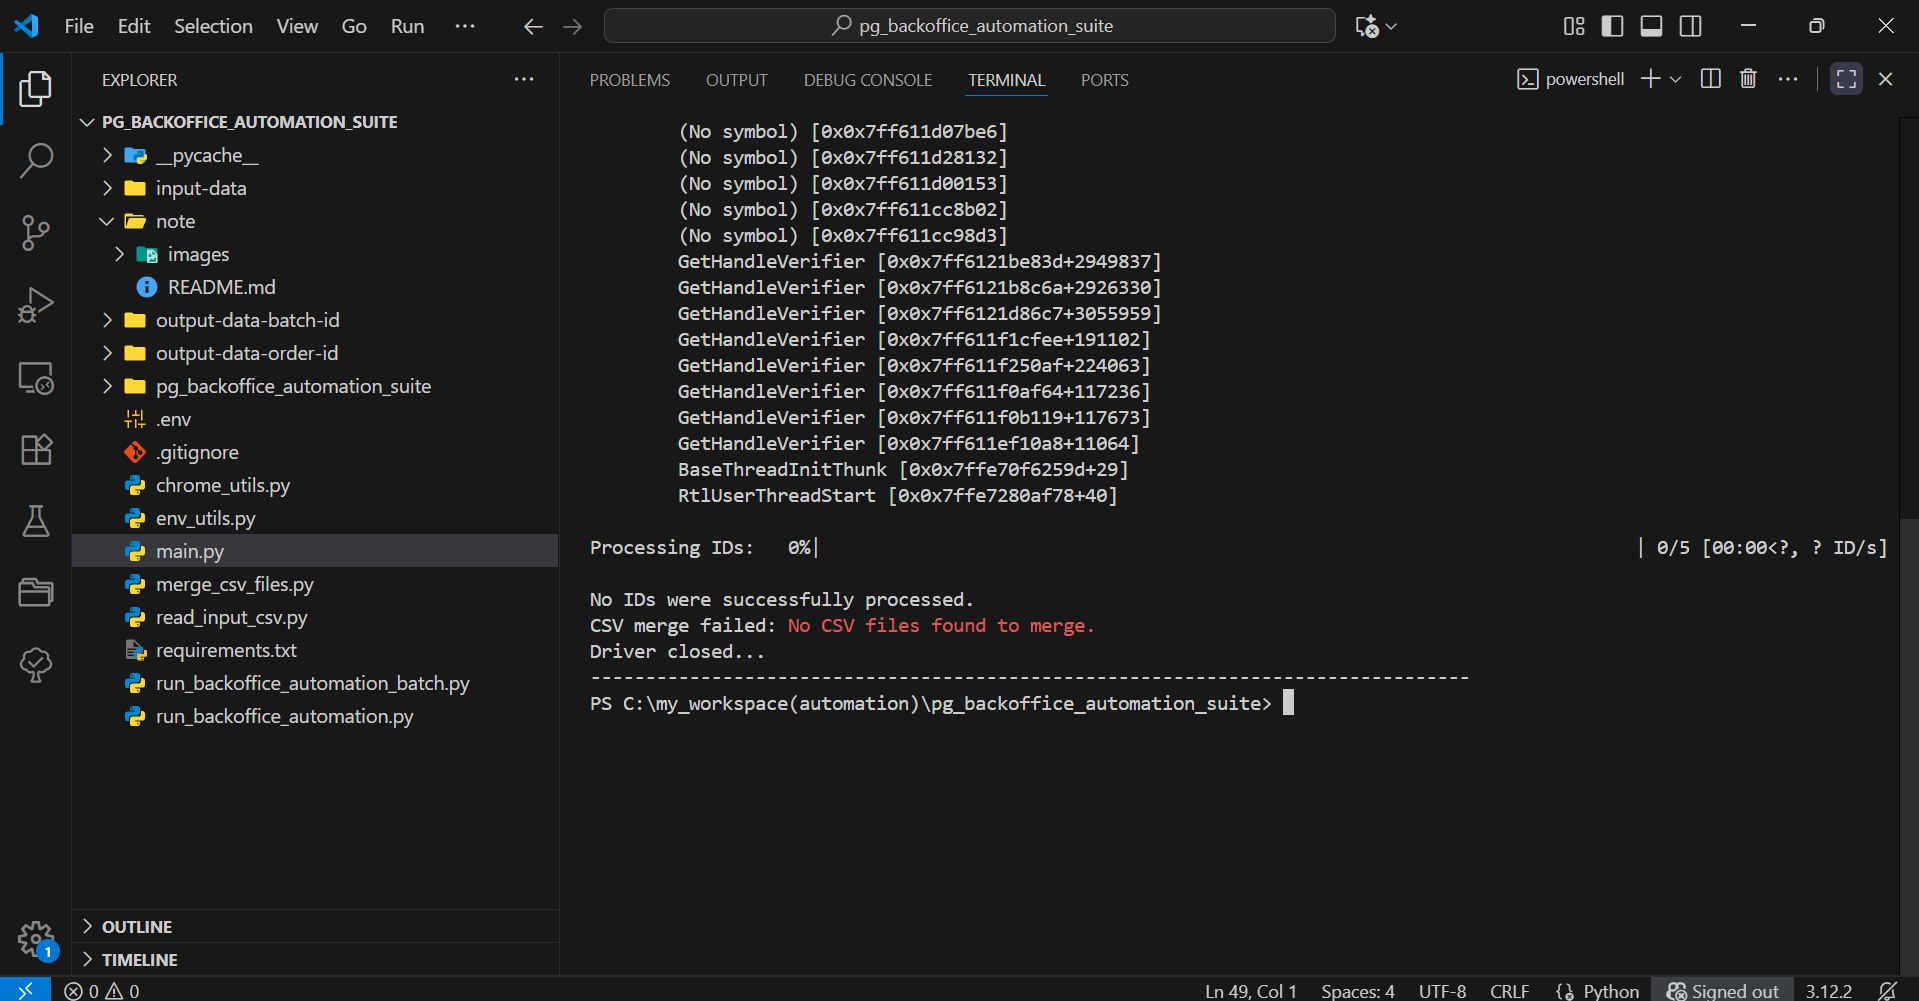 File Edit Selection View Go Run ···
pg_backoffice_automation_suite
EXPLORER
PG_BACKOFFICE_AUTOMATION_SUITE
__pycache__
input-data
note
images
README.md
output-data-batch-id
output-data-order-id
pg_backoffice_automation_suite
.env
.gitignore
chrome_utils.py
env_utils.py
main.py
merge_csv_files.py
read_input_csv.py
requirements.txt
run_backoffice_automation_batch.py
run_backoffice_automation.py
OUTLINE
TIMELINE
1
PROBLEMS OUTPUT DEBUG CONSOLE TERMINAL PORTS
powershell
(No symbol) [0x0x7ff611d07be6]
(No symbol) [0x0x7ff611d28132]
(No symbol) [0x0x7ff611d00153]
(No symbol) [0x0x7ff611cc8b02]
(No symbol) [0x0x7ff611cc98d3]
GetHandleVerifier [0x0x7ff6121be83d+2949837]
GetHandleVerifier [0x0x7ff6121b8c6a+2926330]
GetHandleVerifier [0x0x7ff6121d86c7+3055959]
GetHandleVerifier [0x0x7ff611f1cfee+191102]
GetHandleVerifier [0x0x7ff611f250af+224063]
GetHandleVerifier [0x0x7ff611f0af64+117236]
GetHandleVerifier [0x0x7ff611f0b119+117673]
GetHandleVerifier [0x0x7ff611ef10a8+11064]
BaseThreadInitThunk [0x0x7ffe70f6259d+29]
RtlUserThreadStart [0x0x7ffe7280af78+40]
Processing IDs:   0%|                    | 0/5 [00:00<?, ? ID/s]
No IDs were successfully processed.
CSV merge failed: No CSV files found to merge.
Driver closed...
--------------------------------------------------------------------------------
PS C:\my_workspace(automation)\pg_backoffice_automation_suite>
0 0 Ln 49, Col 1 Spaces: 4 UTF-8 CRLF Python Signed out 3.12.2